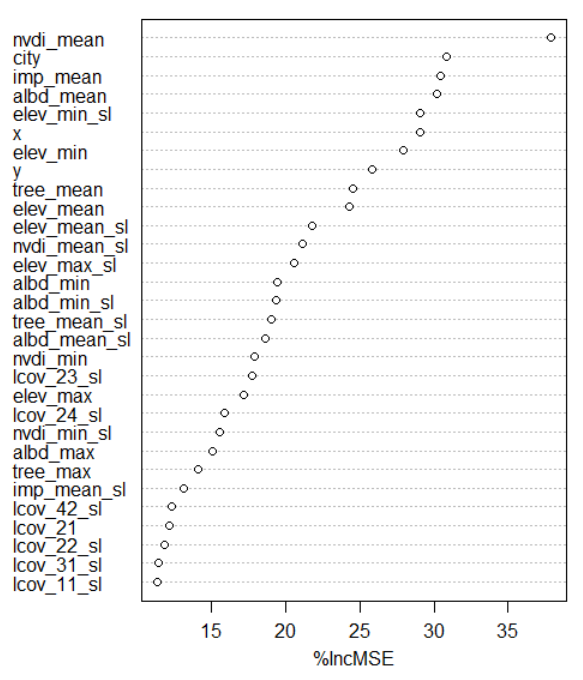 nvdi_mean
city
imp_mean
albd_mean
elev_min_sl
x
elev_min
y
tree_mean
elev_mean
elev_mean_sl
nvdi_mean_sl
elev_max_sl
albd_min
albd_min_sl
tree_mean_sl
albd_mean_sl
nvdi_min
lcov_23_sl
elev_max
lcov_24_sl
nvdi_min_sl
albd_max
tree_max
imp_mean_sl
lcov_42_sl
lcov_21
lcov_22_sl
lcov_31_sl
lcov_11_sl
15 20 25 30 35
%IncMSE